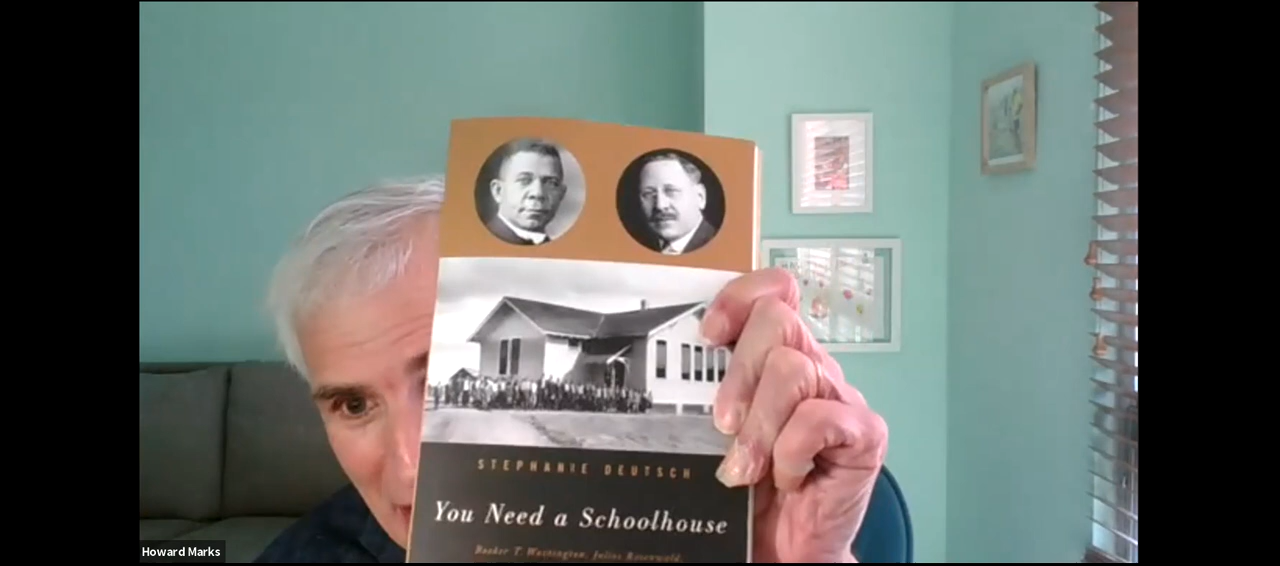 STEPHANIE DEUTSCH
You Need a Schoolhouse
Booker T. Washington, Julius Rosenwald,
Howard Marks